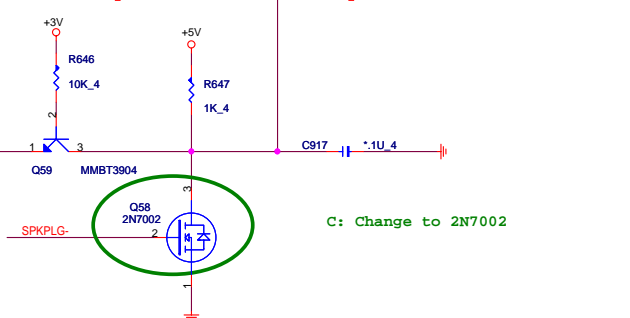 +3V
+5V
R646
10K_4
R647
1K_4
2
1
3
C917
*.1U_4
Q59
MMBT3904
3
Q58
2N7002
C: Change to 2N7002
SPKPLG-
2
1